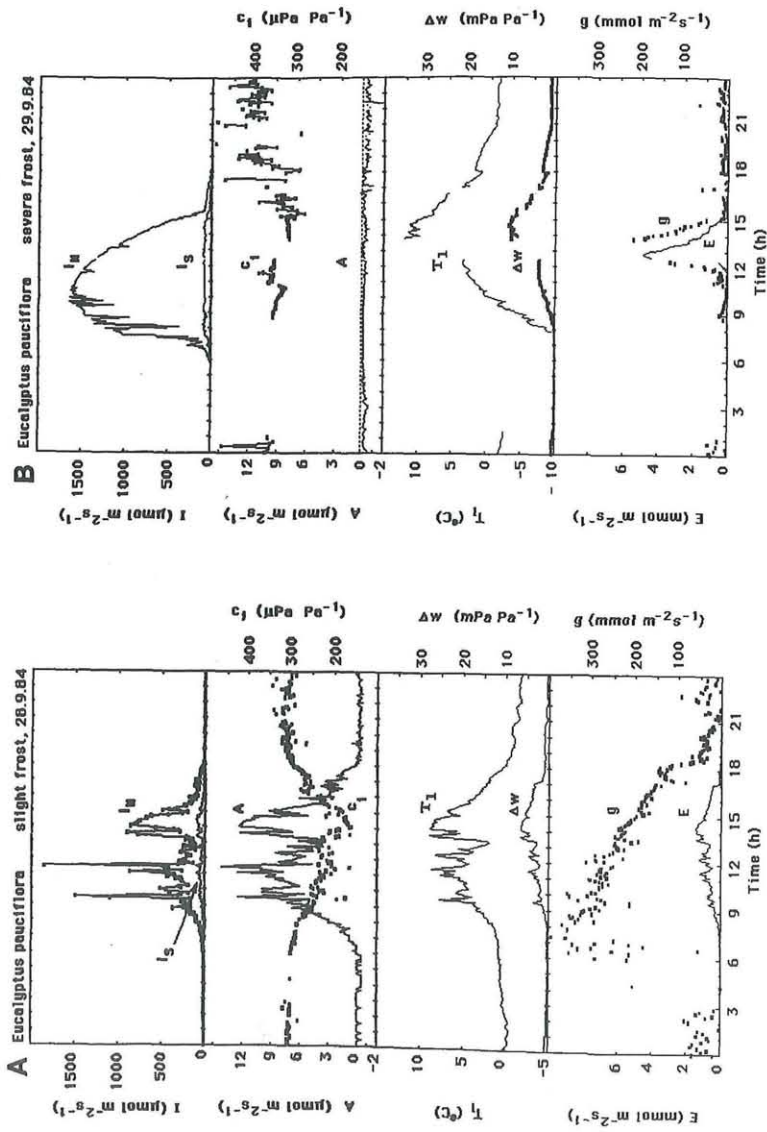 A
Eucalyptus pauciflora slight frost, 28.9.84
I (μmol m⁻²s⁻¹)
1500
1000
500
0
I_N
I_S
A (μmol m⁻²s⁻¹)
12
9
6
3
0
-2
A
c_i
c_i (μPa Pa⁻¹)
400
300
200
T_l (°C)
15
10
5
0
-5
T_l
Δw
Δw (mPa Pa⁻¹)
30
20
10
E (mmol m⁻²s⁻¹)
6
4
2
0
g
E
g (mmol m⁻²s⁻¹)
300
200
100
3 6 9 12 15 18 21
Time (h)
B
Eucalyptus pauciflora severe frost, 29.9.84
I (μmol m⁻²s⁻¹)
1500
1000
500
0
I_N
I_S
A (μmol m⁻²s⁻¹)
12
9
6
3
0
-2
c_i
A
c_i (μPa Pa⁻¹)
400
300
200
T_l (°C)
10
5
0
-5
-10
T_l
Δw
Δw (mPa Pa⁻¹)
30
20
10
E (mmol m⁻²s⁻¹)
6
4
2
0
g
E
g (mmol m⁻²s⁻¹)
300
200
100
3 6 9 12 15 18 21
Time (h)